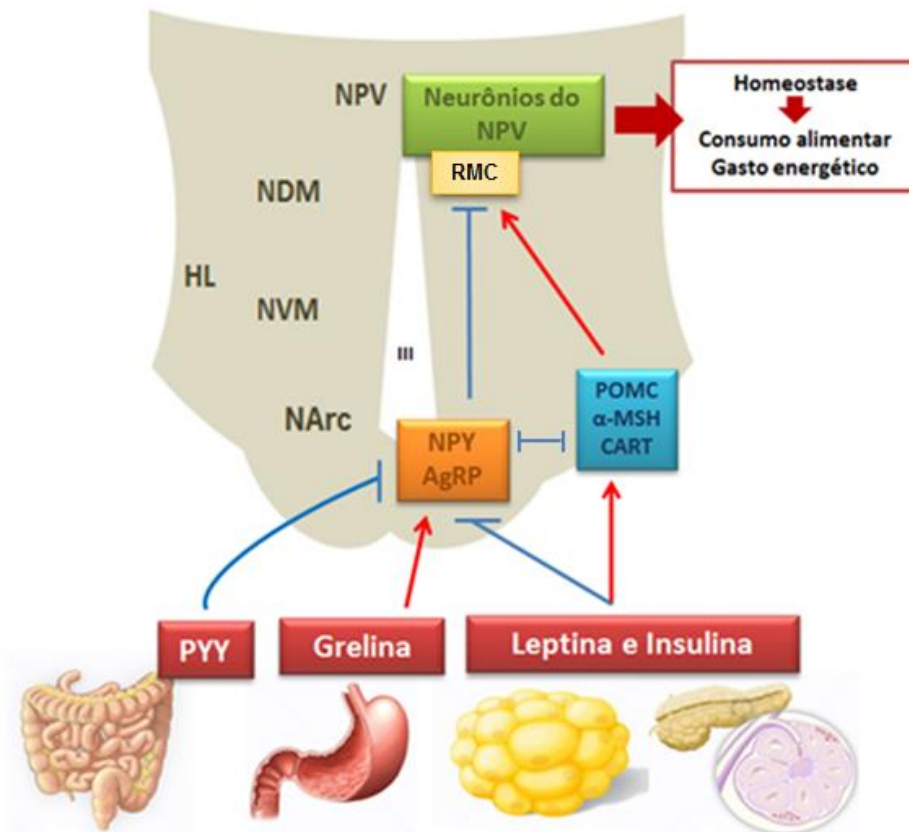 NPV
Neurônios do
NPV
RMC
Homeostase
Consumo alimentar
Gasto energético
NDM
HL
NVM
III
NArc
NPY
AgRP
POMC
α-MSH
CART
PYY
Grelina
Leptina e Insulina